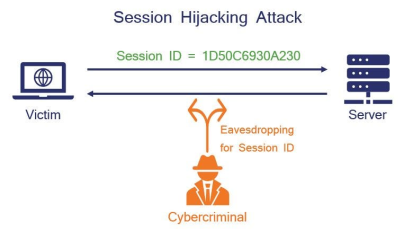 Session Hijacking Attack
Session ID = 1D50C6930A230
Victim
Server
Eavesdropping
for Session ID
Cybercriminal